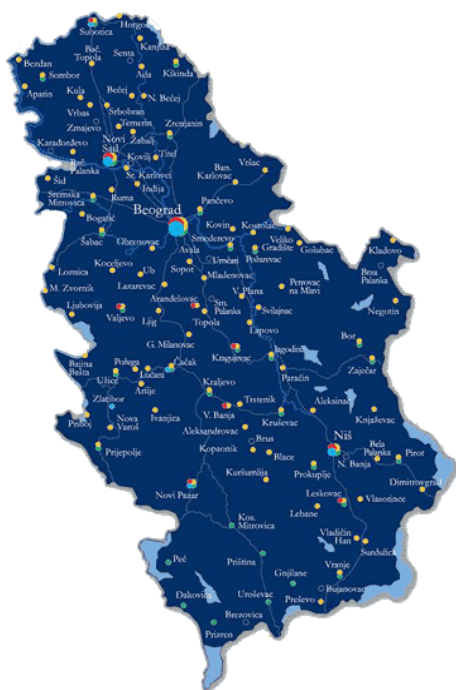 Horgoš
Subotica
Kanjiža
Bač.
Topola
Senta
Bezdan
Sombor
Ada
Kikinda
Apatin
Kula
Bečej
N. Bečej
Vrbas
Srbobran
Temerin
Zrenjanin
Zmajevo
Novi
Sad
Žabalj
Karađorđevo
Kovilj
Titel
Bač.
Palanka
Vršac
Ban.
Karlovac
Sr. Karlovci
Šid
Inđija
Sremska
Mitrovica
Ruma
Pančevo
Beograd
Bogatić
Kovin
Kostolac
Šabac
Obrenovac
Smederevo
Veliko
Gradište
Golubac
Kladovo
Avala
Umčari
Požarevac
Brza
Palanka
Loznica
Koceljevo
Ub
Sopot
Mladenovac
M. Zvornik
Lazarevac
Petrovac
na Mlavi
Aranđelovac
V. Plana
Negotin
Ljubovija
Sm.
Palanka
Svilajnac
Valjevo
Ljig
Topola
Lapovo
G. Milanovac
Bor
Bajina
Bašta
Požega
Čačak
Kragujevac
Jagodina
Zaječar
Užice
Lučani
Paraćin
Arilje
Kraljevo
Zlatibor
Trstenik
Aleksinac
Priboj
Nova
Varoš
Ivanjica
V. Banja
Kruševac
Knjaževac
Aleksandrovac
Niš
Prijepolje
Kopaonik
Brus
Blace
Bela
Palanka
Pirot
N. Banja
Kuršumlija
Prokuplje
Dimitrovgrad
Novi Pazar
Leskovac
Vlasotince
Lebane
Kos.
Mitrovica
Vladičin
Han
Surdulica
Peć
Priština
Vranje
Gnjilane
Bujanovac
Đakovica
Uroševac
Preševo
Brezovica
Prizren